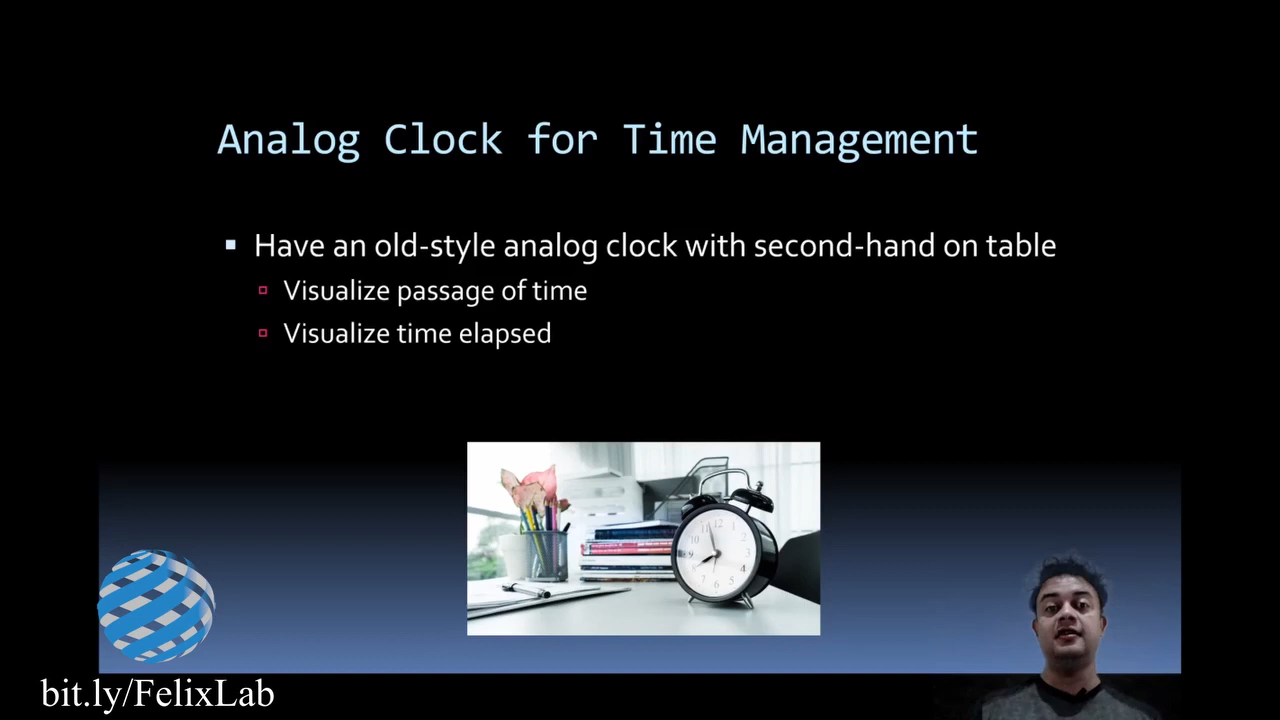 Analog Clock for Time Management
Have an old-style analog clock with second-hand on table
Visualize passage of time
Visualize time elapsed
bit.ly/FelixLab